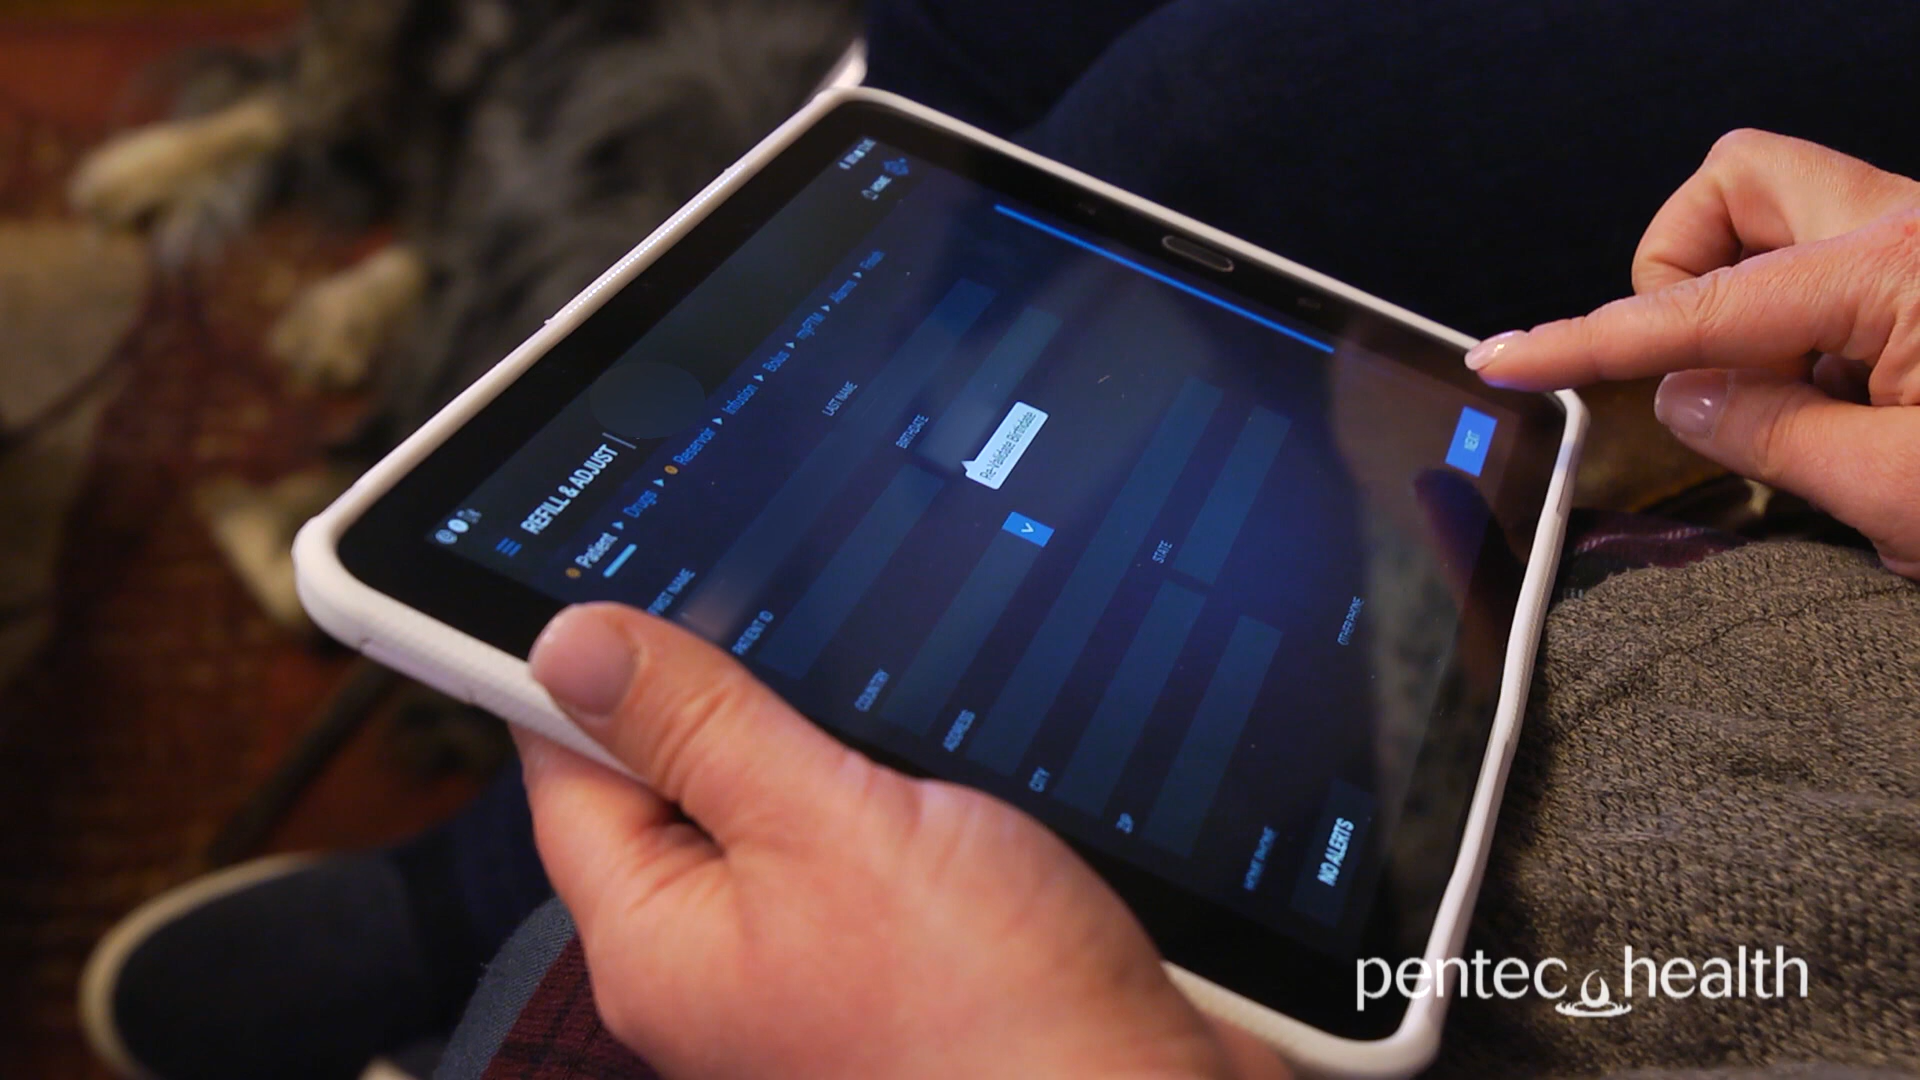 HOME
REFILL & ADJUST
Patient ▸ Drugs ▸ Reservoir ▸ Infusion ▸ Bolus ▸ myPTM ▸ Alarms ▸ Finish
FIRST NAME LAST NAME
PATIENT ID BIRTHDATE
Re-Validate Birthdate
COUNTRY
ADDRESS
CITY STATE
ZIP
HOME PHONE OTHER PHONE
NO ALERTS NEXT
pentec health